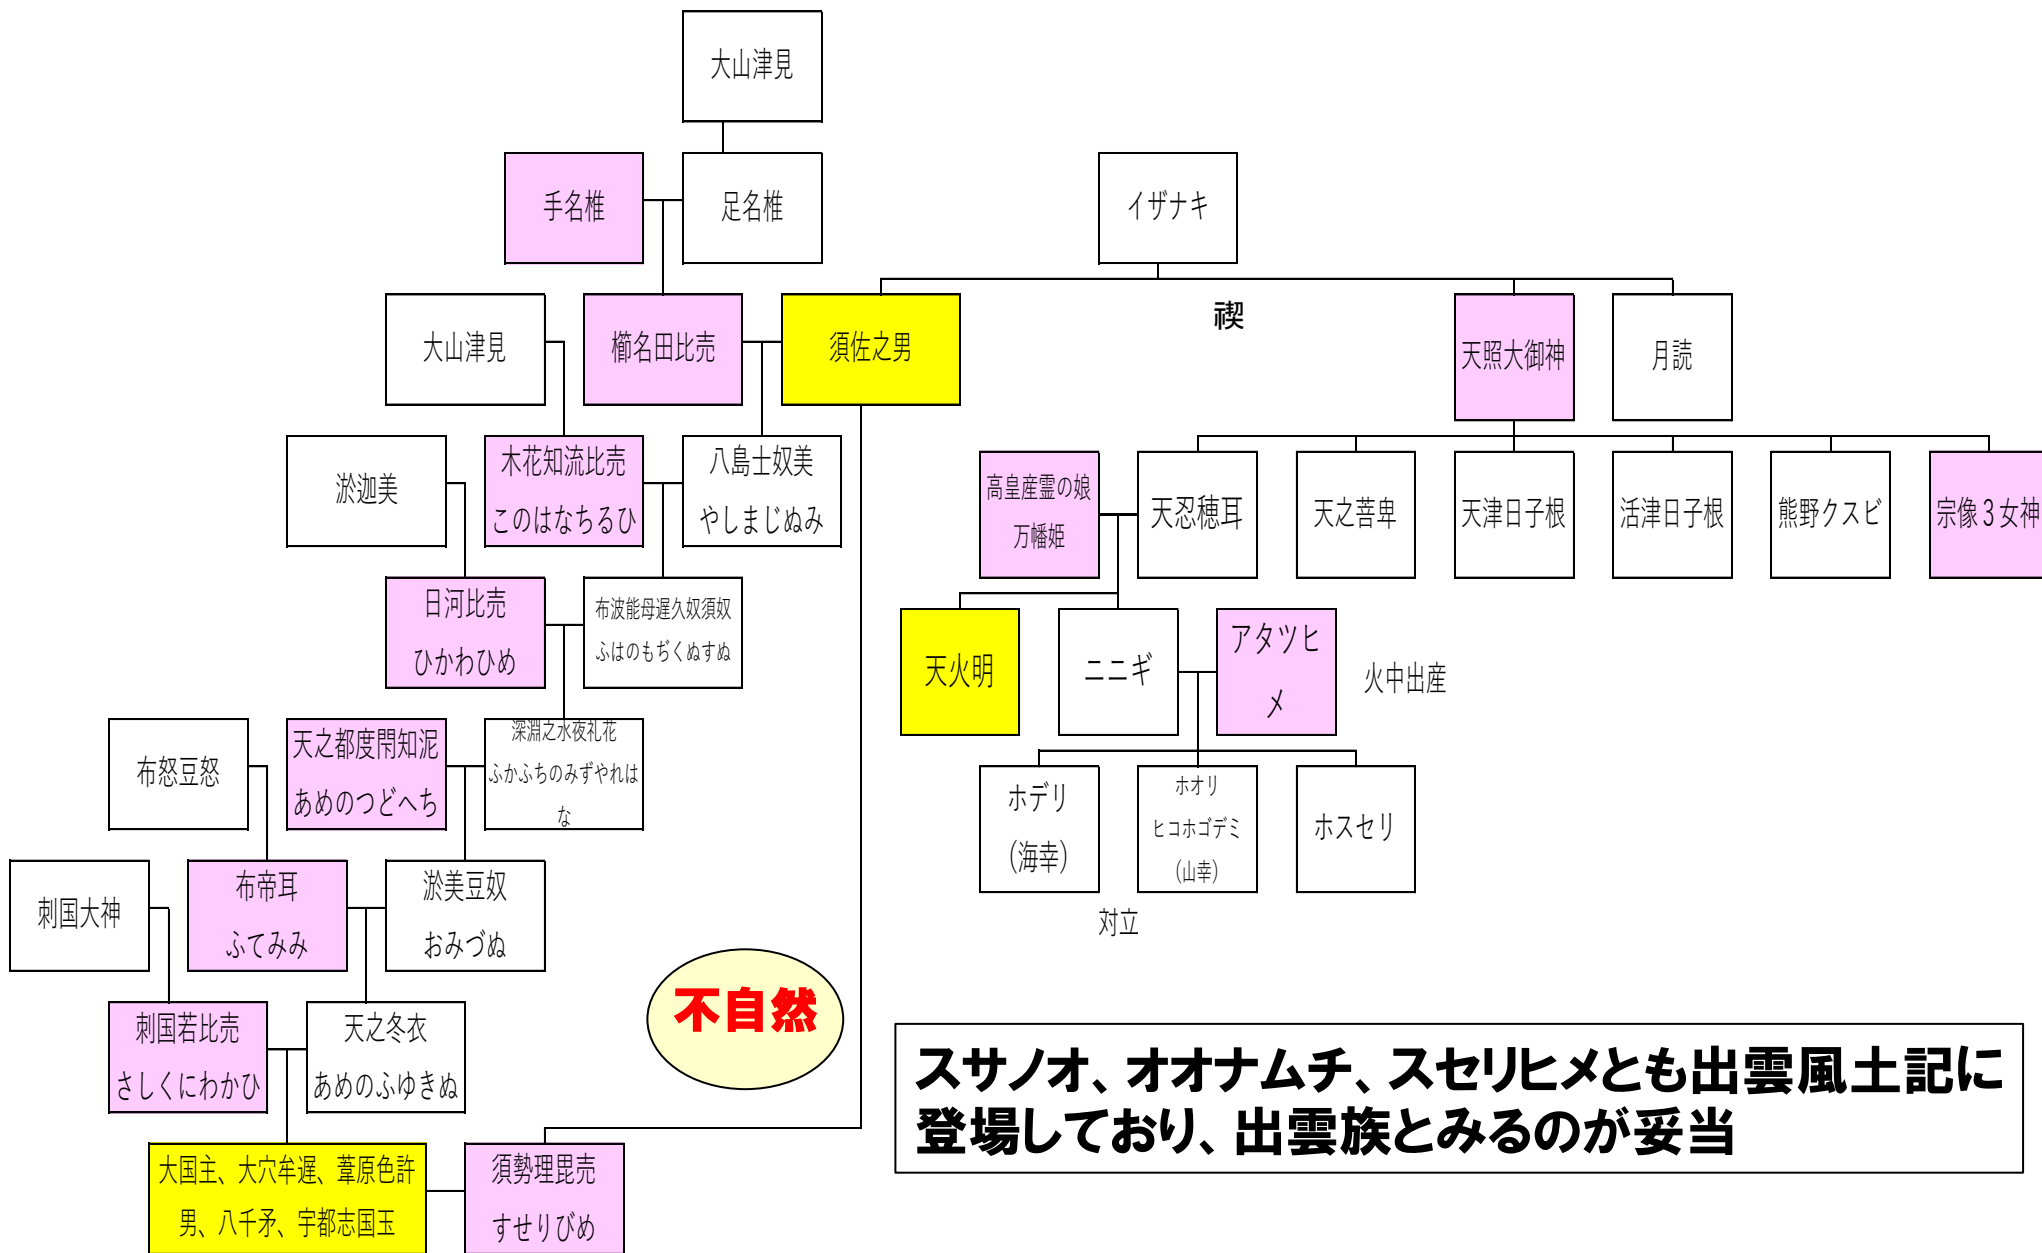 大山津見
手名椎
足名椎
イザナキ
大山津見
櫛名田比売
須佐之男
禊
天照大御神
月読
淤迦美
木花知流比売
このはなちるひ
八島士奴美
やしまじぬみ
高皇産霊の娘
万幡姫
天忍穂耳
天之菩卑
天津日子根
活津日子根
熊野クスビ
宗像3女神
日河比売
ひかわひめ
布波能母遅久奴須奴
ふはのもぢくぬすぬ
天火明
ニニギ
アタツヒ
メ
火中出産
布怒豆怒
天之都度閇知泥
あめのつどへち
深淵之水夜礼花
ふかふちのみずやれは
な
ホデリ
(海幸)
ホオリ
ヒコホゴデミ
(山幸)
ホスセリ
対立
刺国大神
布帝耳
ふてみみ
淤美豆奴
おみづぬ
不自然
刺国若比売
さしくにわかひ
天之冬衣
あめのふゆきぬ
スサノオ、オオナムチ、スセリヒメとも出雲風土記に
登場しており、出雲族とみるのが妥当
大国主、大穴牟遅、葦原色許
男、八千矛、宇都志国玉
須勢理毘売
すせりびめ